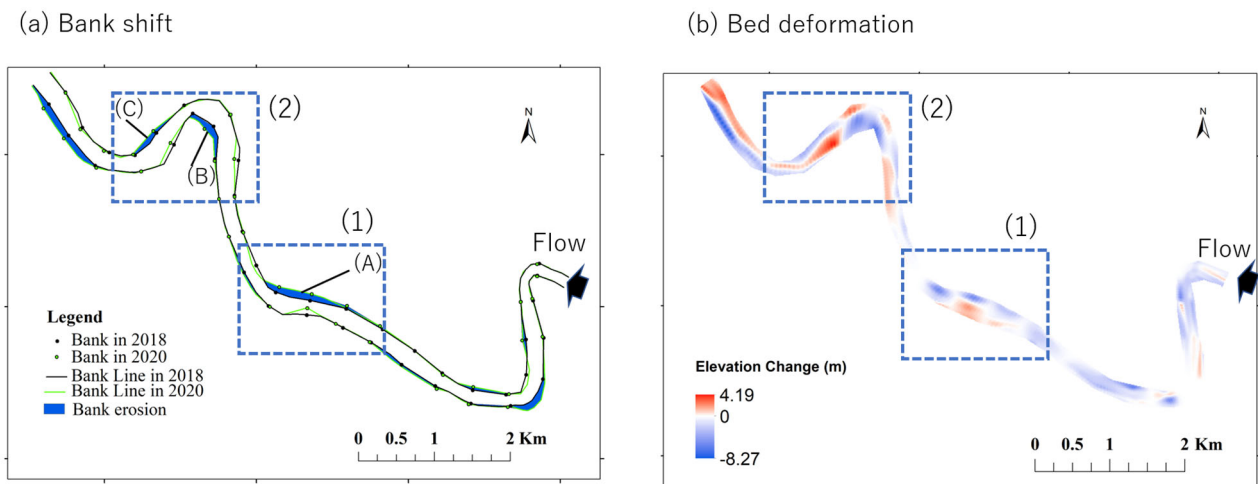 (a) Bank shift
(C)
(2)
N
(B)
(1)
(A)
Flow
Legend
Bank in 2018
Bank in 2020
Bank Line in 2018
Bank Line in 2020
Bank erosion
0 0.5 1 2 Km
(b) Bed deformation
(2)
N
(1)
Flow
Elevation Change (m)
4.19
0
-8.27
0 0.5 1 2 Km